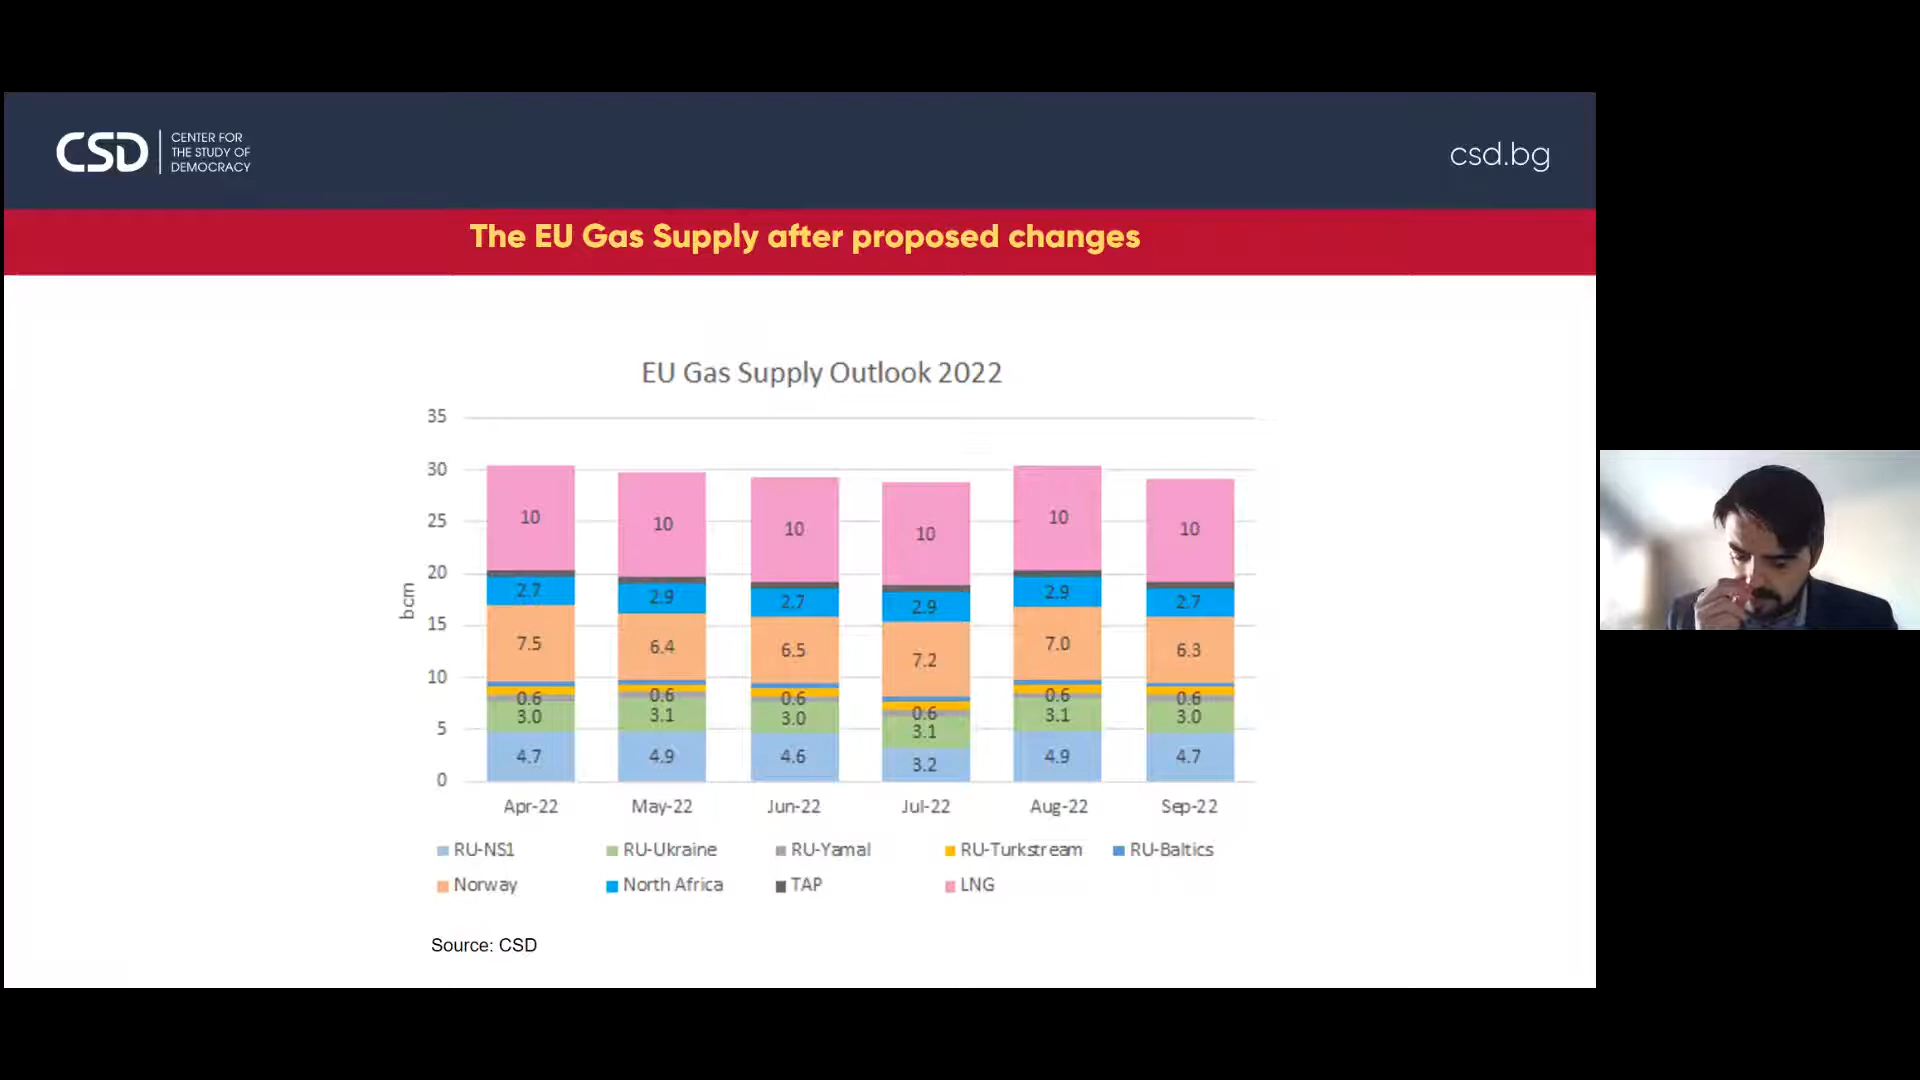 CSD
CENTER FOR
THE STUDY OF
DEMOCRACY
csd.bg
The EU Gas Supply after proposed changes
EU Gas Supply Outlook 2022
35
30
25
20
15
10
5
0
bcm
10 10 10 10 10 10
2.7 2.9 2.7 2.9 2.9 2.7
7.5 6.4 6.5 7.2 7.0 6.3
0.6 0.6 0.6 0.6 0.6 0.6
3.0 3.1 3.0 3.1 3.1 3.0
4.7 4.9 4.6 3.2 4.9 4.7
Apr-22 May-22 Jun-22 Jul-22 Aug-22 Sep-22
RU-NS1 RU-Ukraine RU-Yamal RU-Turkstream RU-Baltics
Norway North Africa TAP LNG
Source: CSD